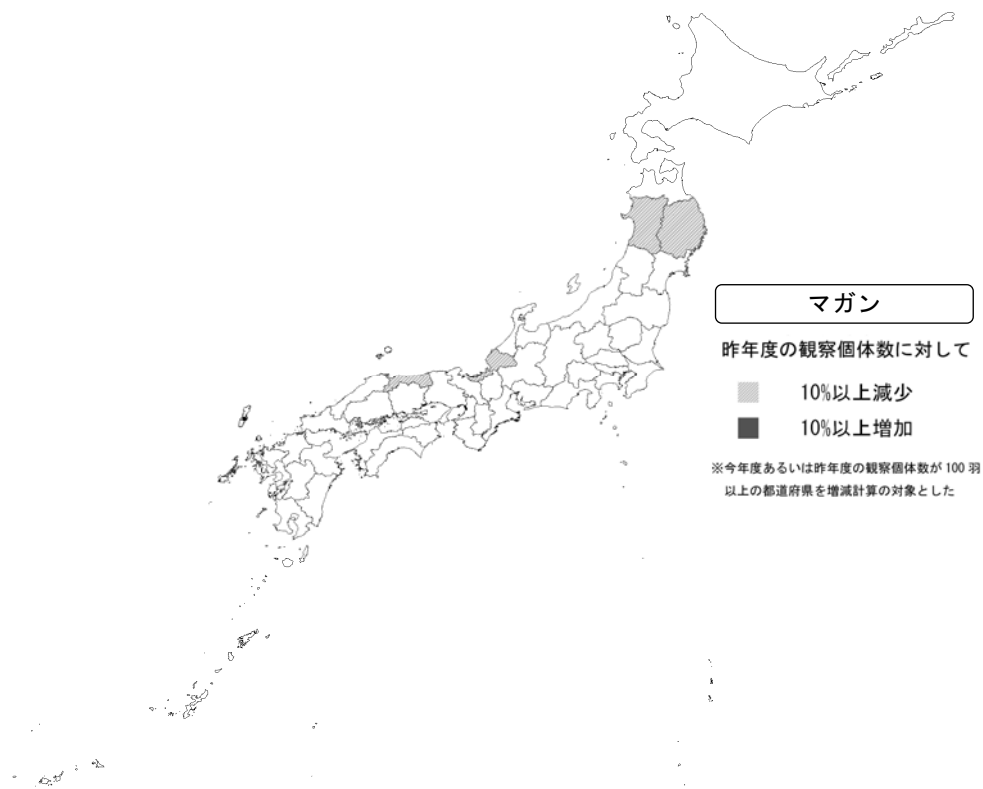 マガン
昨年度の観察個体数に対して
10%以上減少
10%以上増加
※今年度あるいは昨年度の観察個体数が100羽
以上の都道府県を増減計算の対象とした